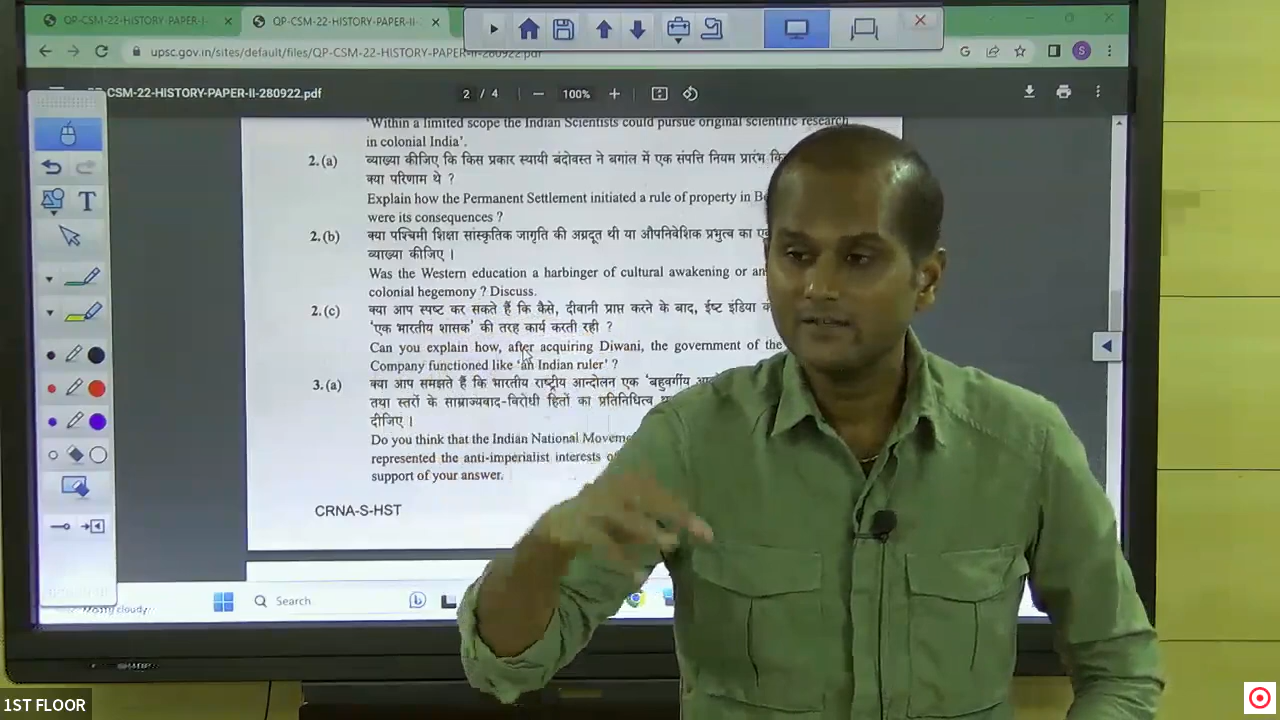 QP-CSM-22-HISTORY-PAPER-I-
QP-CSM-22-HISTORY-PAPER-II-
upsc.gov.in/sites/default/files/QP-CSM-22-HISTORY-PAPER-II-280922.pdf
G
S
CSM-22-HISTORY-PAPER-II-280922.pdf
2 / 4
100%
'Within a limited scope the Indian Scientists could pursue original scientific research
in colonial India'.
2.(a) व्याख्या कीजिए कि किस प्रकार स्थायी बंदोवस्त ने बगांल में एक संपत्ति नियम प्रारंभ
क्या परिणाम थे ?
Explain how the Permanent Settlement initiated a rule of property in
were its consequences ?
2.(b) क्या पश्चिमी शिक्षा सांस्कृतिक जागृति की अग्रदूत थी या औपनिवेशिक प्रभुत्व का
व्याख्या कीजिए ।
Was the Western education a harbinger of cultural awakening or
colonial hegemony ? Discuss.
2.(c) क्या आप स्पष्ट कर सकते हैं कि कैसे, दीवानी प्राप्त करने के बाद, ईष्ट इंडिया
'एक भारतीय शासक' की तरह कार्य करती रही ?
Can you explain how, after acquiring Diwani, the government of the
Company functioned like 'an Indian ruler' ?
3.(a) क्या आप समझते हैं कि भारतीय राष्ट्रीय आन्दोलन एक 'बहुवर्गीय
तथा स्तरों के साम्राज्यवाद-विरोधी हितों का प्रतिनिधित्व
दीजिए ।
Do you think that the Indian National
represented the anti-imperialist interests
support of your answer.
CRNA-S-HST
T
Mostly cloudy
Search
1ST FLOOR